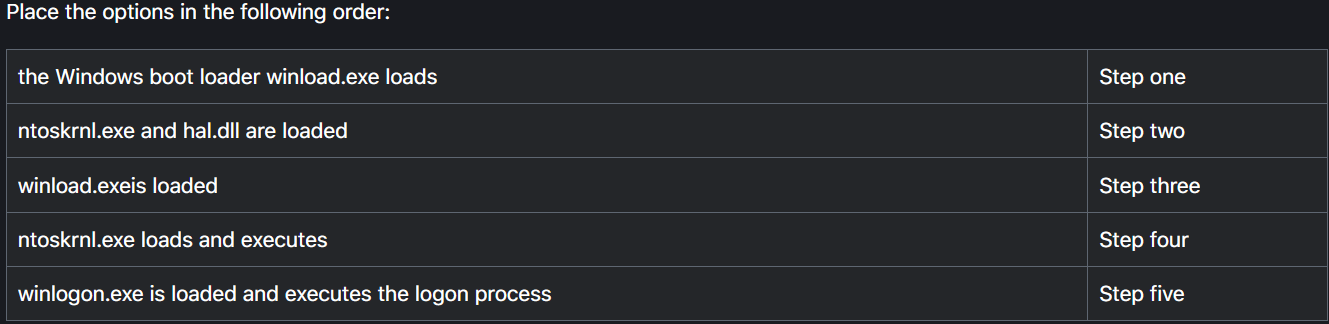 Place the options in the following order:
the Windows boot loader winload.exe loads Step one
ntoskrnl.exe and hal.dll are loaded Step two
winload.exeis loaded Step three
ntoskrnl.exe loads and executes Step four
winlogon.exe is loaded and executes the logon process Step five